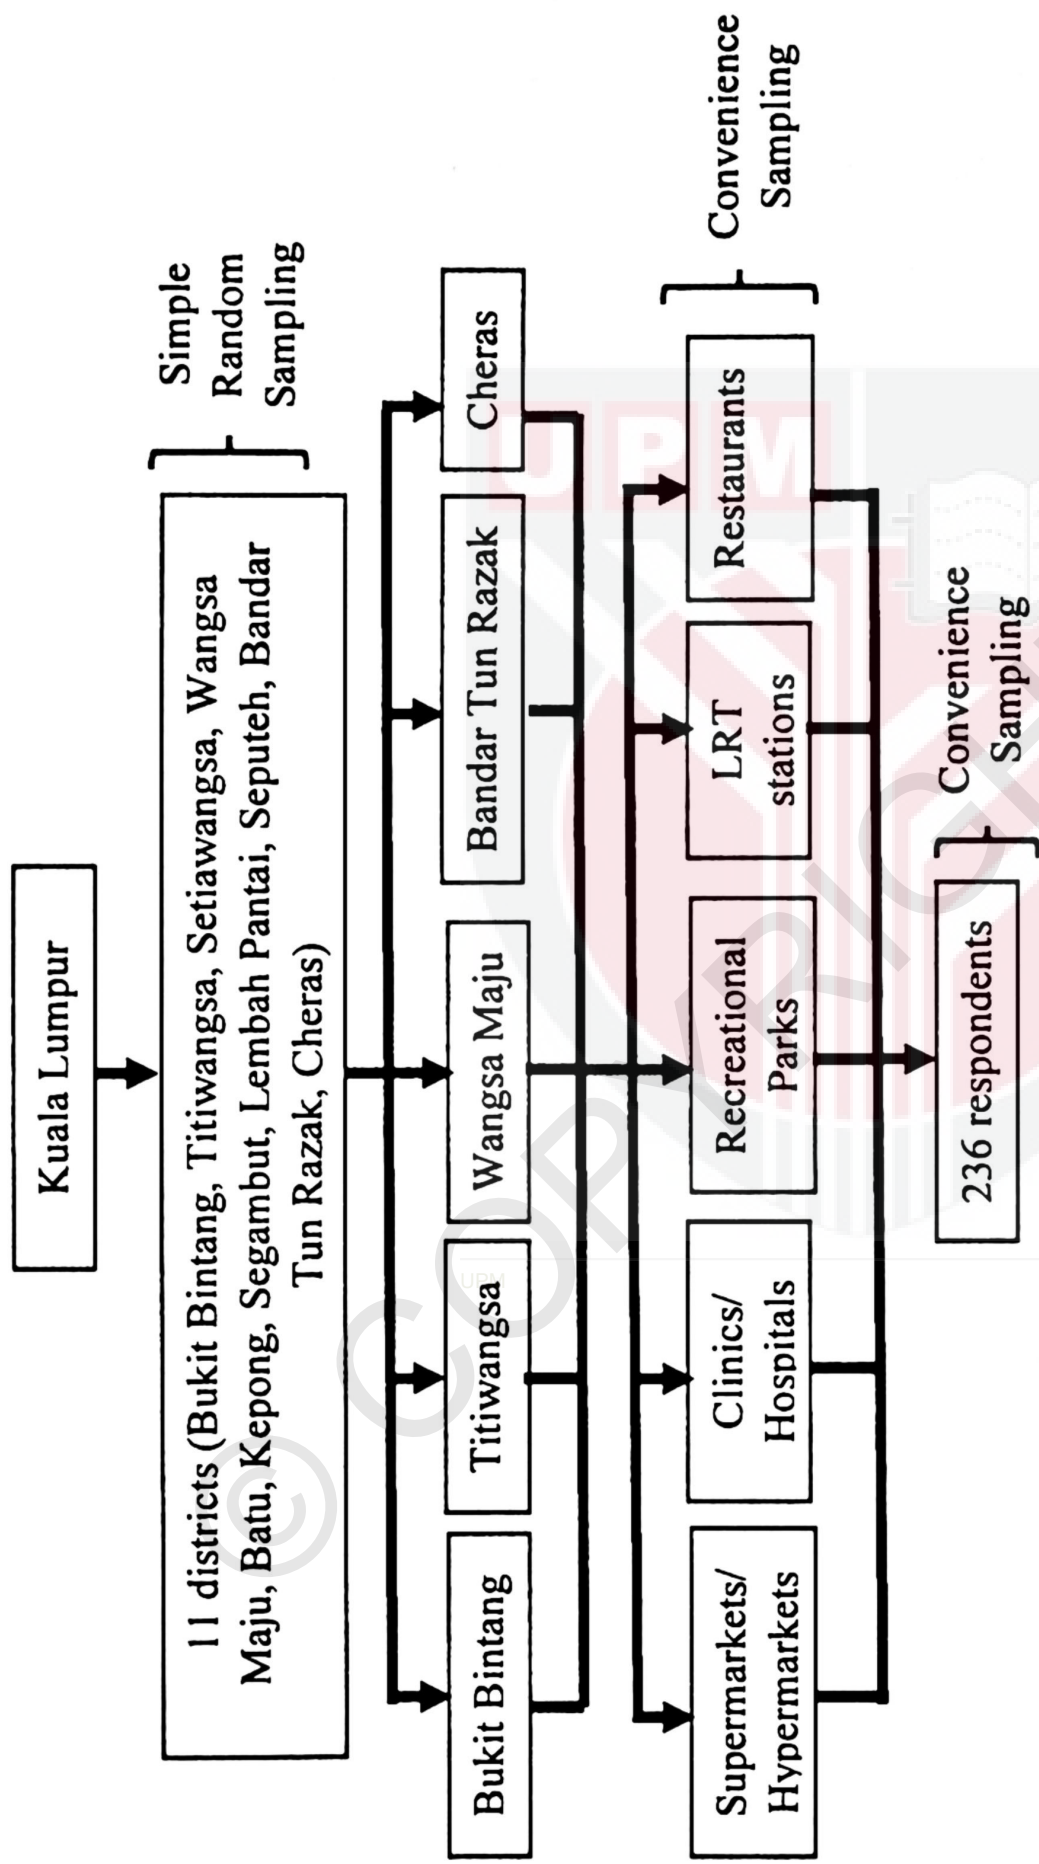 Kuala Lumpur
11 districts (Bukit Bintang, Titiwangsa, Setiawangsa, Wangsa
Maju, Batu, Kepong, Segambut, Lembah Pantai, Seputeh, Bandar
Tun Razak, Cheras)
Simple
Random
Sampling
Bukit Bintang
Titiwangsa
Wangsa Maju
Bandar Tun Razak
Cheras
Supermarkets/
Hypermarkets
Clinics/
Hospitals
Recreational
Parks
LRT
stations
Restaurants
Convenience
Sampling
236 respondents
Convenience
Sampling
UPM
UPM
© COPYRIGH